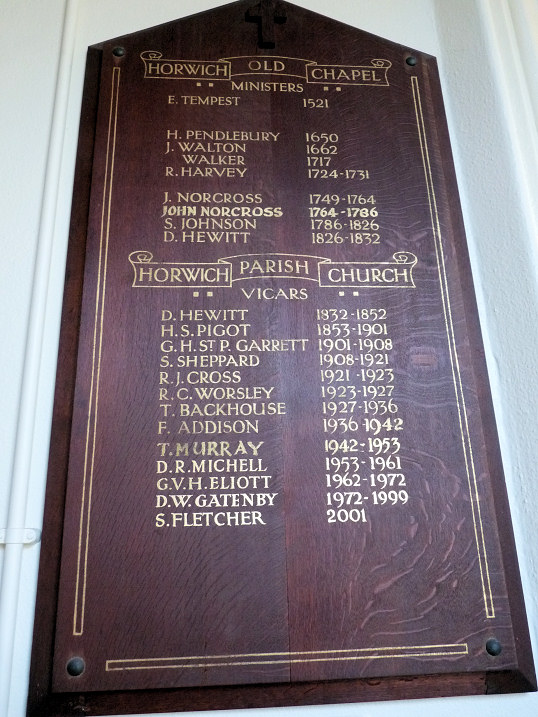 HORWICH OLD CHAPEL
MINISTERS
E. TEMPEST 1521
H. PENDLEBURY 1650
J. WALTON 1662
WALKER 1717
R. HARVEY 1724-1731
J. NORCROSS 1749-1764
JOHN NORCROSS 1764-1786
S. JOHNSON 1786-1826
D. HEWITT 1826-1832
HORWICH PARISH CHURCH
VICARS
D. HEWITT 1832-1852
H.S. PIGOT 1853-1901
G.H. ST P. GARRETT 1901-1908
S. SHEPPARD 1908-1921
R.J. CROSS 1921-1923
R.C. WORSLEY 1923-1927
T. BACKHOUSE 1927-1936
F. ADDISON 1936-1942
T. MURRAY 1942-1953
D.R. MICHELL 1953-1961
G.V.H. ELIOTT 1962-1972
D.W. GATENBY 1972-1999
S. FLETCHER 2001